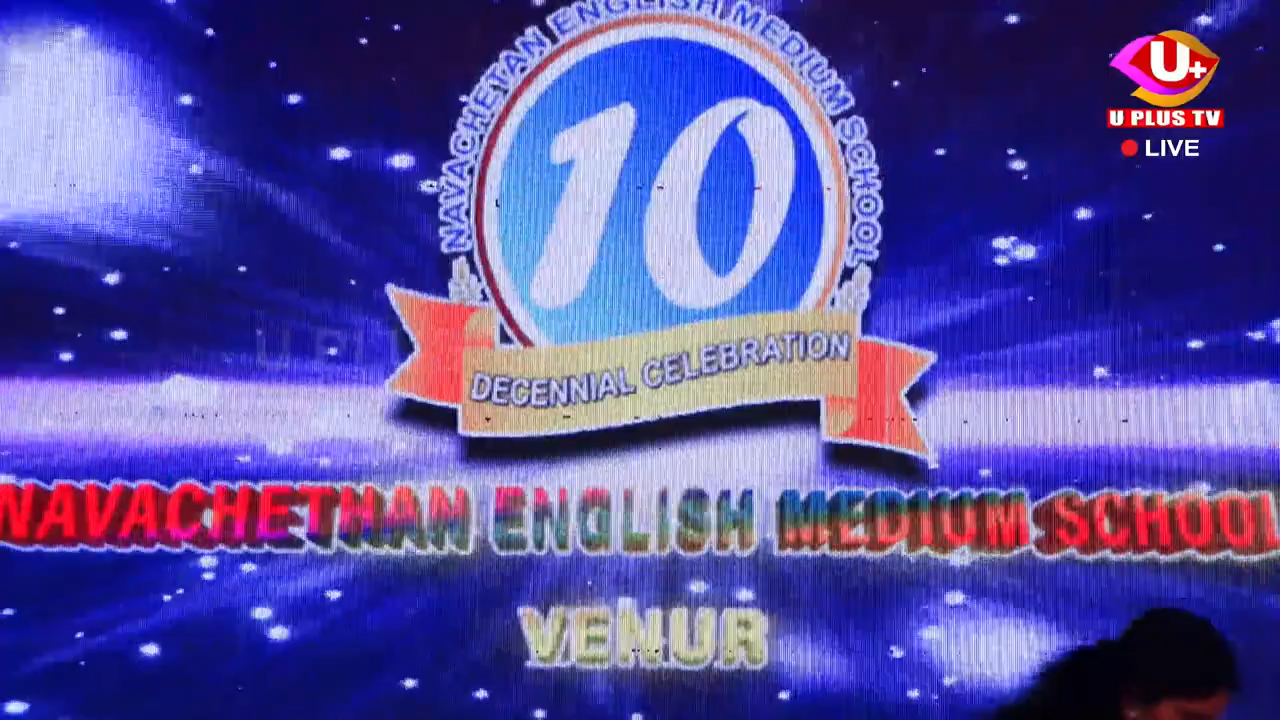 NAVACHETAN ENGLISH MEDIUM SCHOOL
10
DECENNIAL CELEBRATION
NAVACHETHAN ENGLISH MEDIUM SCHOOL
VENUR
U+
U PLUS TV
LIVE